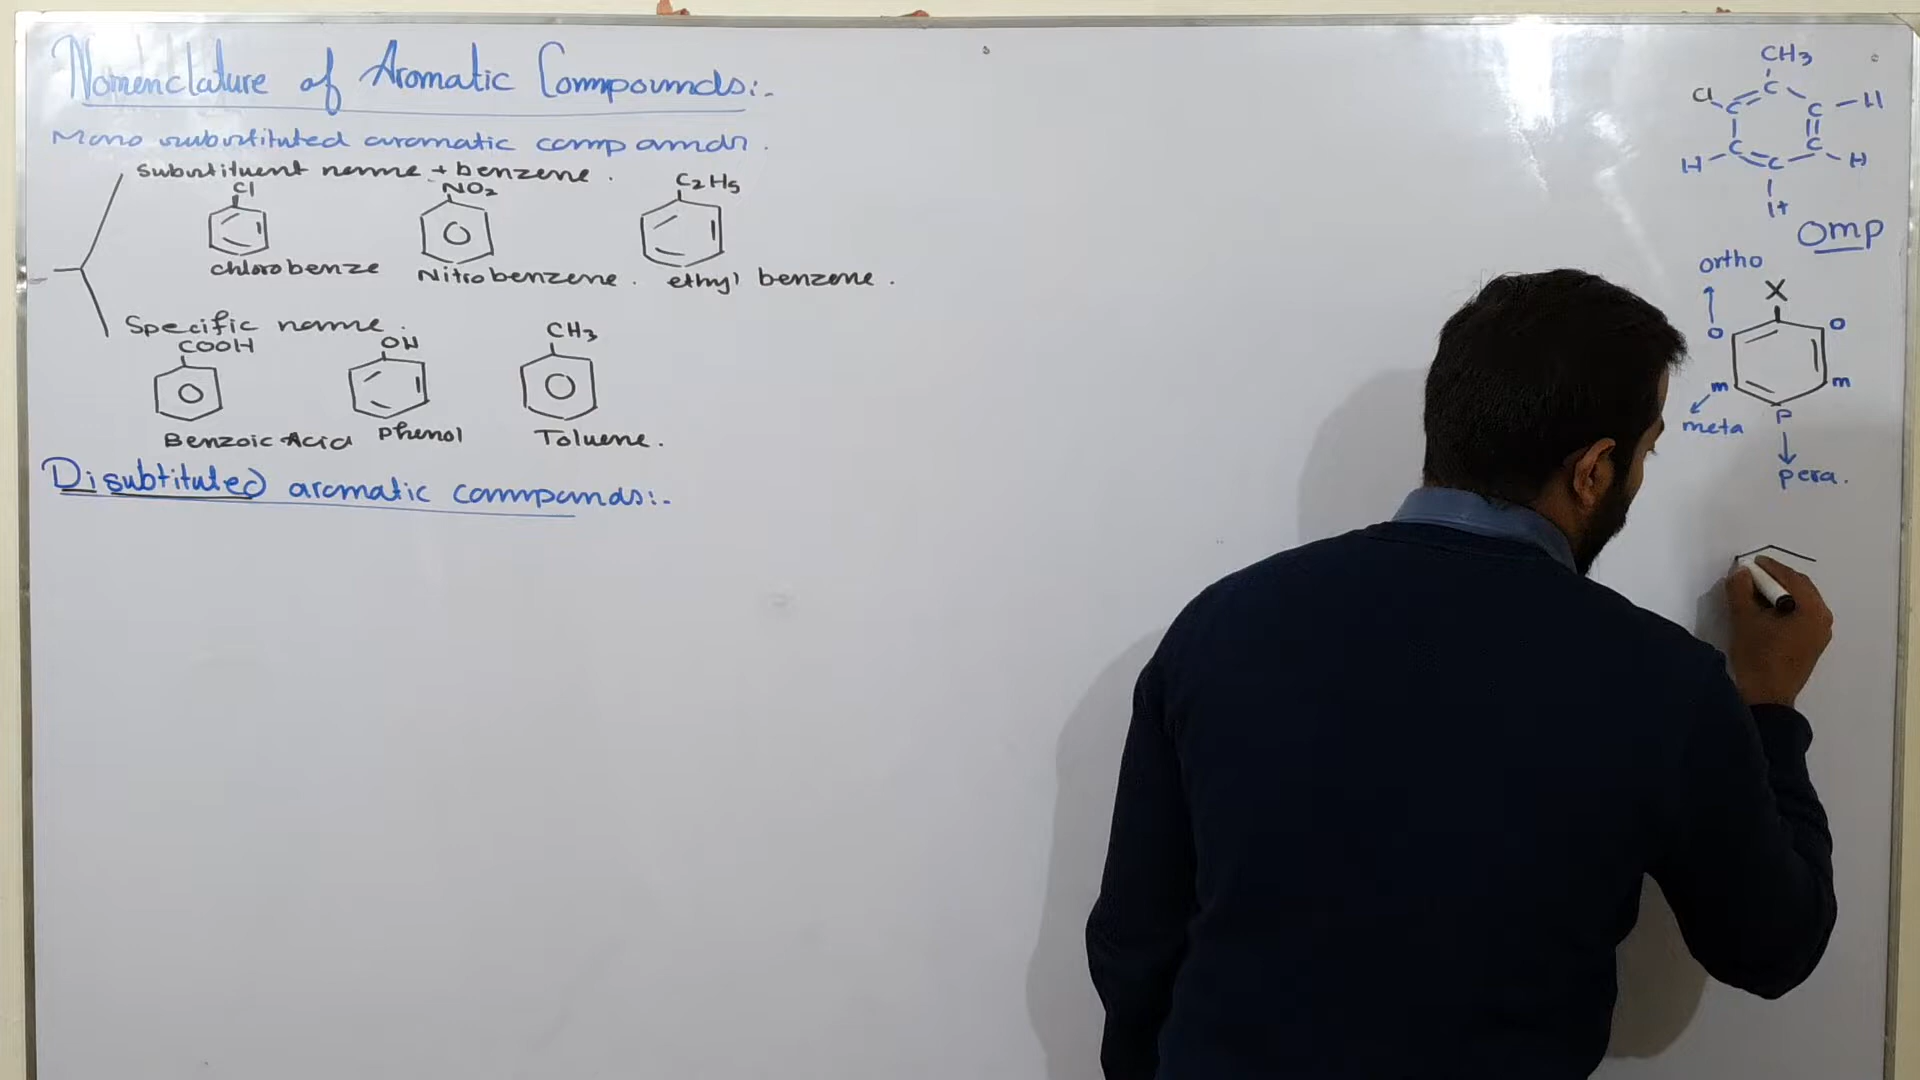 Nomenclature of Aromatic Compounds:-
Mono substituted aromatic compounds.
Substituent name + benzene.
Cl
NO2
C2H5
chlorobenze
Nitrobenzene.
ethyl benzene.
Specific name.
COOH
OH
CH3
Benzoic Acid
Phenol
Toluene.
Disubtituted aromatic compounds:-
CH3
Cl C C C H
H C C C H
H
OMP
ortho
X
o o
m m
meta
P
pera.